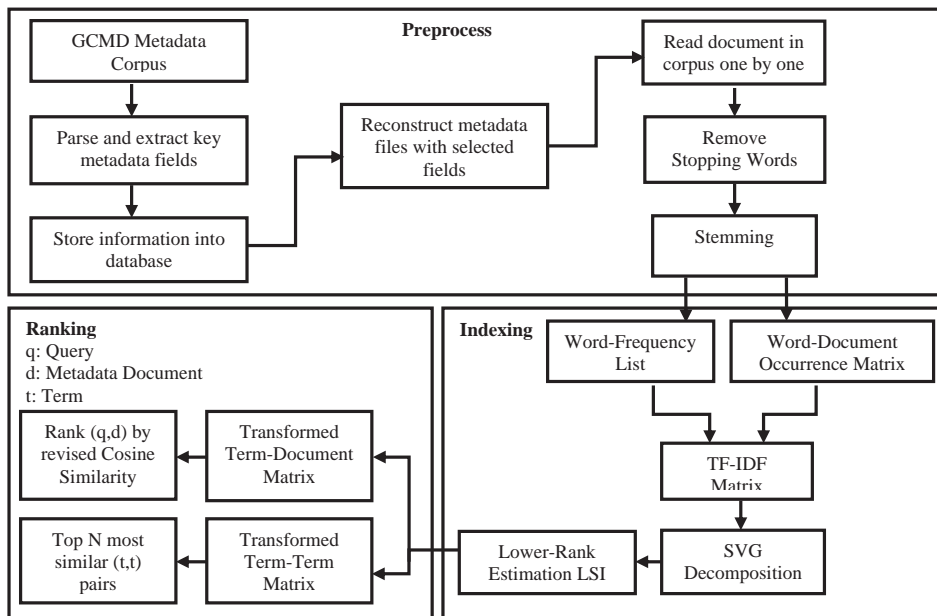 Preprocess
GCMD Metadata
Corpus
Parse and extract key
metadata fields
Store information into
database
Reconstruct metadata
files with selected
fields
Read document in
corpus one by one
Remove
Stopping Words
Stemming
Indexing
Word-Frequency
List
Word-Document
Occurrence Matrix
TF-IDF
Matrix
SVG
Decomposition
Lower-Rank
Estimation LSI
Ranking
q: Query
d: Metadata Document
t: Term
Transformed
Term-Document
Matrix
Rank (q,d) by
revised Cosine
Similarity
Transformed
Term-Term
Matrix
Top N most
similar (t,t)
pairs